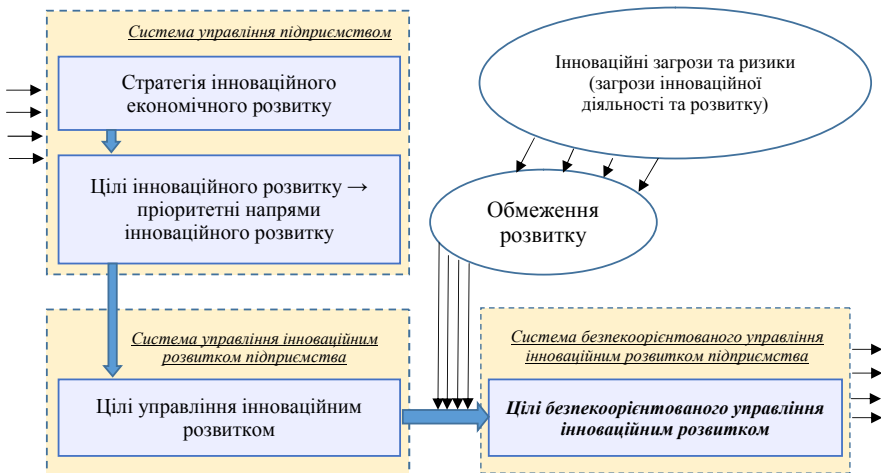 Система управління підприємством
Стратегія інноваційного
економічного розвитку
Цілі інноваційного розвитку →
пріоритетні напрями
інноваційного розвитку
Інноваційні загрози та ризики
(загрози інноваційної
діяльності та розвитку)
Обмеження
розвитку
Система управління інноваційним
розвитком підприємства
Цілі управління інноваційним
розвитком
Система безпекоорієнтованого управління
інноваційним розвитком підприємства
Цілі безпекоорієнтованого управління
інноваційним розвитком